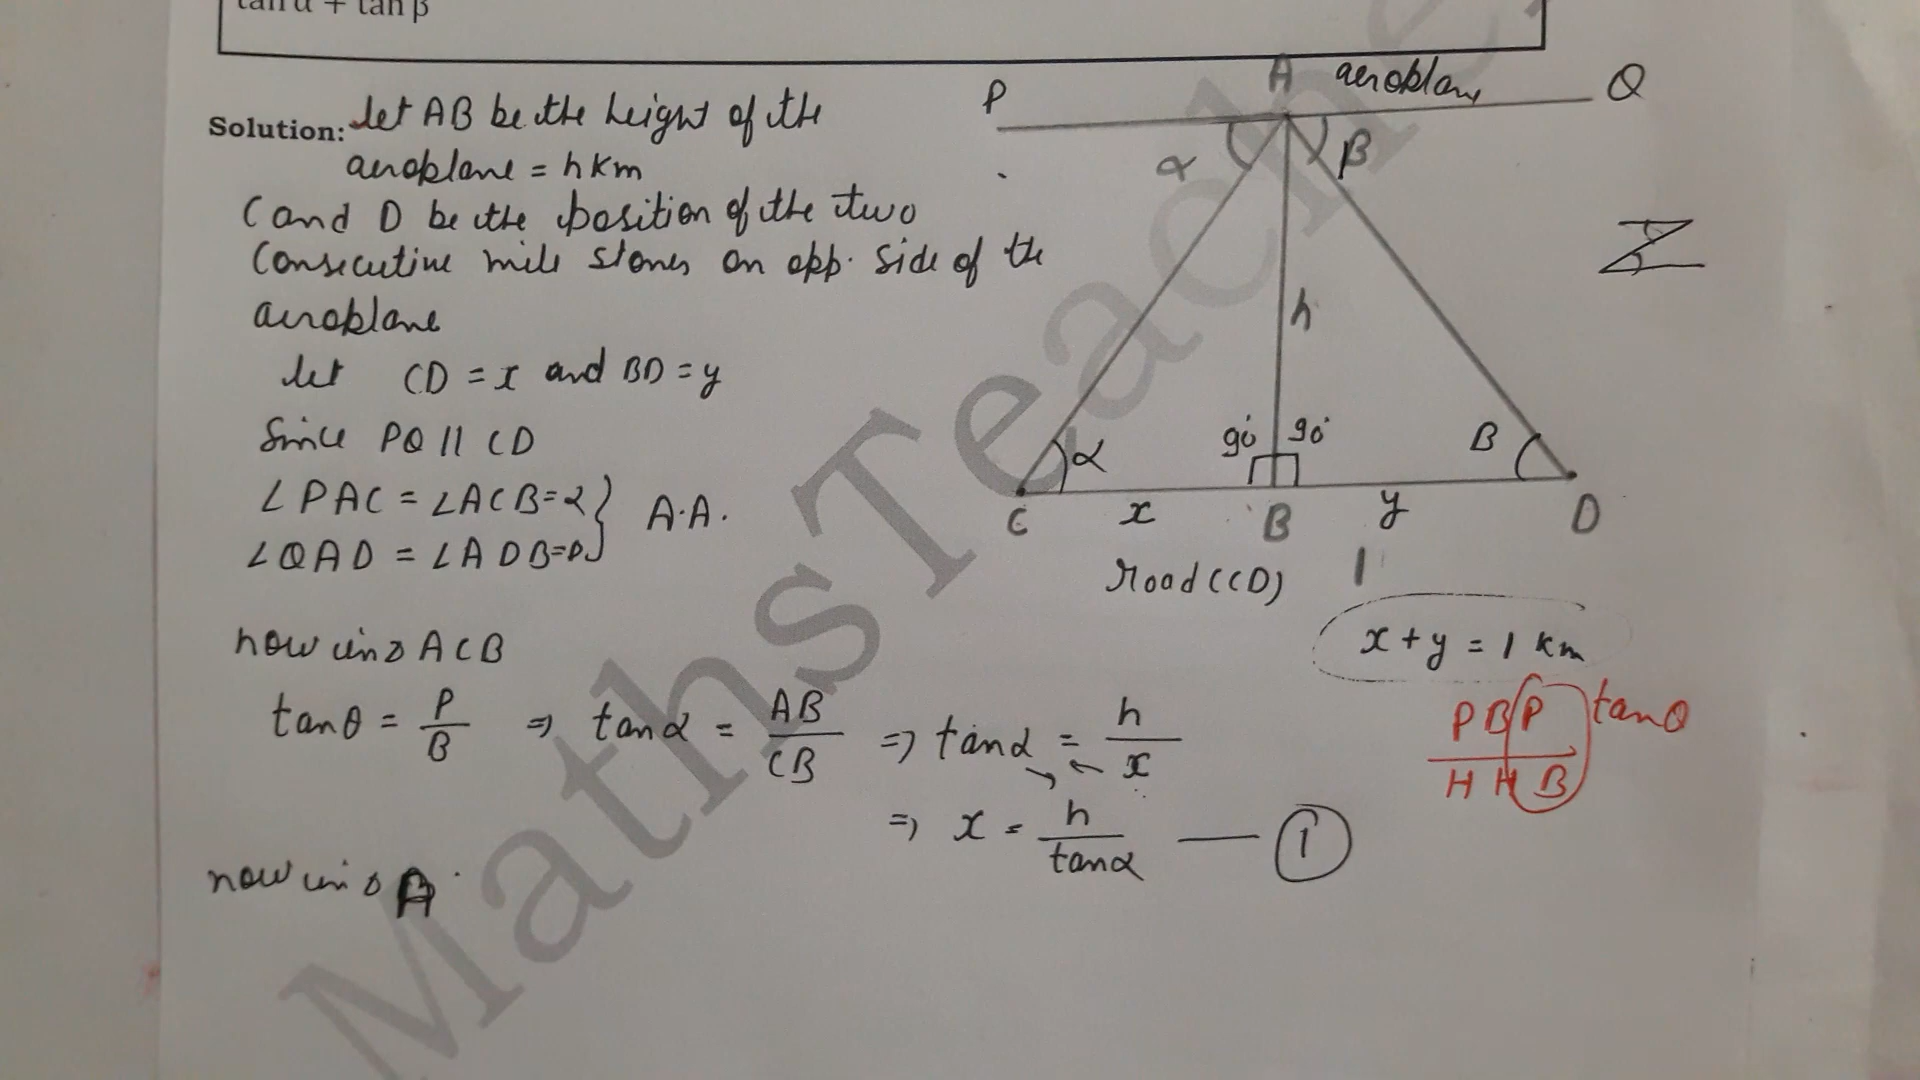 tan α + tan β
Solution: Let AB be the height of the
aeroplane = h km
C and D be the position of the two
Consecutive mile stones on opp. side of the
aeroplane
let CD = x and BD = y
Since PQ || CD
∠PAC = ∠ACB = α } A.A.
∠QAD = ∠ADB =
now in Δ ACB
tanθ = P/B ⇒ tanα = AB/CB ⇒ tanα = h/x
⇒ x = h/tanα — ①
now in Δ A
P A aeroplane Q
α β
h
90° 90°
α B
C x B y D
Road (CD) 1
x + y = 1 km
P B P tanθ
H H B
MathsTeache